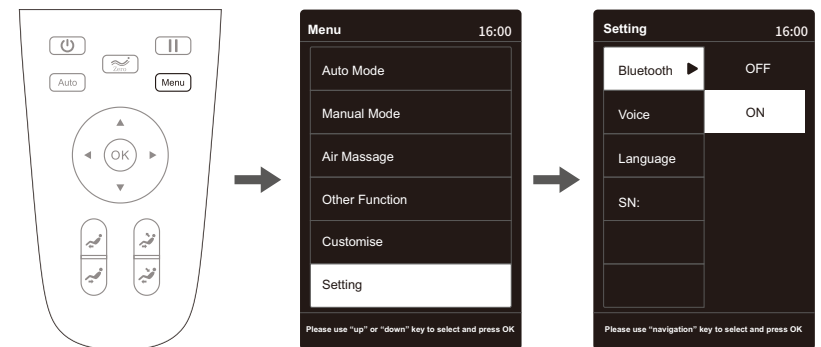 Zero
Auto
Menu
OK
Menu 16:00
Auto Mode
Manual Mode
Air Massage
Other Function
Customise
Setting
Please use “up” or “down” key to select and press OK
Setting 16:00
Bluetooth OFF
Voice ON
Language
SN:
Please use “navigation” key to select and press OK